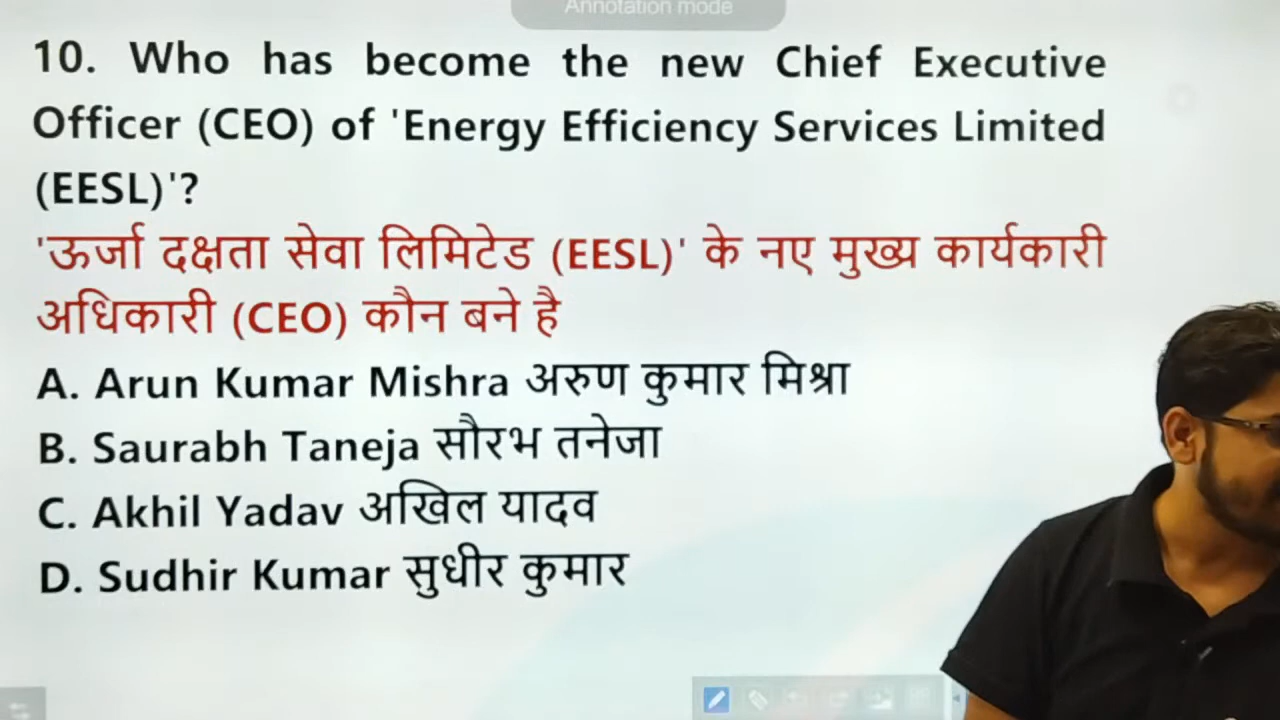 Annotation mode
10. Who has become the new Chief Executive
Officer (CEO) of 'Energy Efficiency Services Limited
(EESL)'?
'ऊर्जा दक्षता सेवा लिमिटेड (EESL)' के नए मुख्य कार्यकारी
अधिकारी (CEO) कौन बने है
A. Arun Kumar Mishra अरुण कुमार मिश्रा
B. Saurabh Taneja सौरभ तनेजा
C. Akhil Yadav अखिल यादव
D. Sudhir Kumar सुधीर कुमार